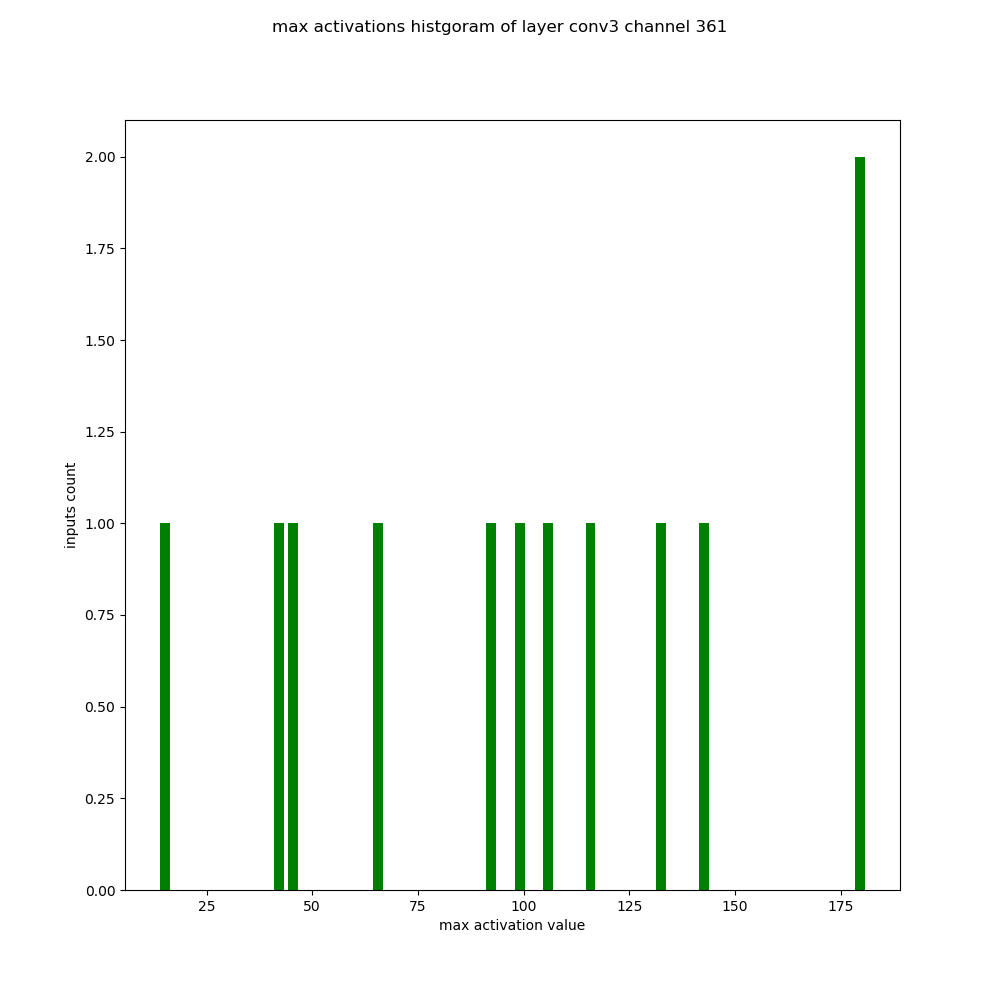 max activations histgoram of layer conv3 channel 361
2.00
1.75
1.50
1.25
1.00
0.75
0.50
0.25
0.00
inputs count
25 50 75 100 125 150 175
max activation value